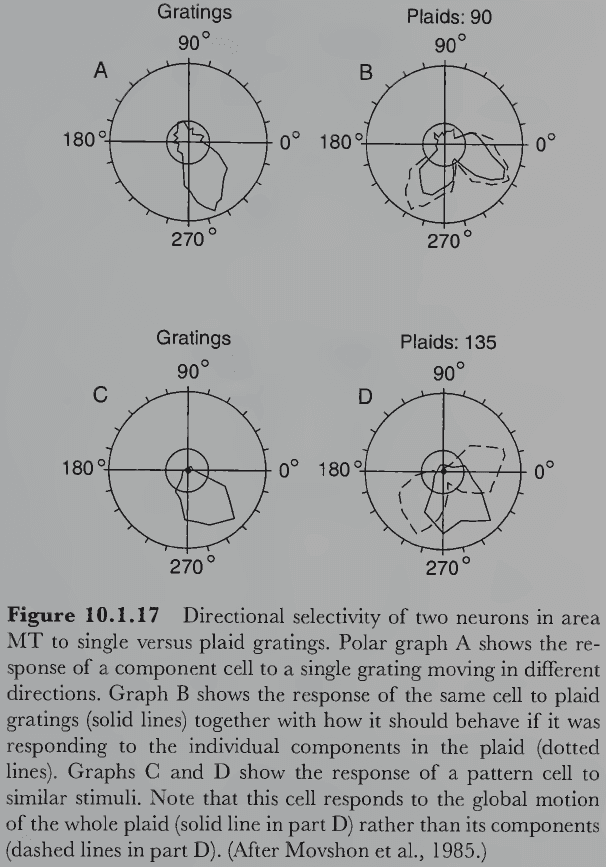 Gratings
Plaids: 90
90°
90°
A
B
180°
0°
180°
0°
270°
270°
Gratings
Plaids: 135
90°
90°
C
D
180°
0°
180°
0°
270°
270°
Figure 10.1.17 Directional selectivity of two neurons in area
MT to single versus plaid gratings. Polar graph A shows the re-
sponse of a component cell to a single grating moving in different
directions. Graph B shows the response of the same cell to plaid
gratings (solid lines) together with how it should behave if it was
responding to the individual components in the plaid (dotted
lines). Graphs C and D show the response of a pattern cell to
similar stimuli. Note that this cell responds to the global motion
of the whole plaid (solid line in part D) rather than its components
(dashed lines in part D). (After Movshon et al., 1985.)